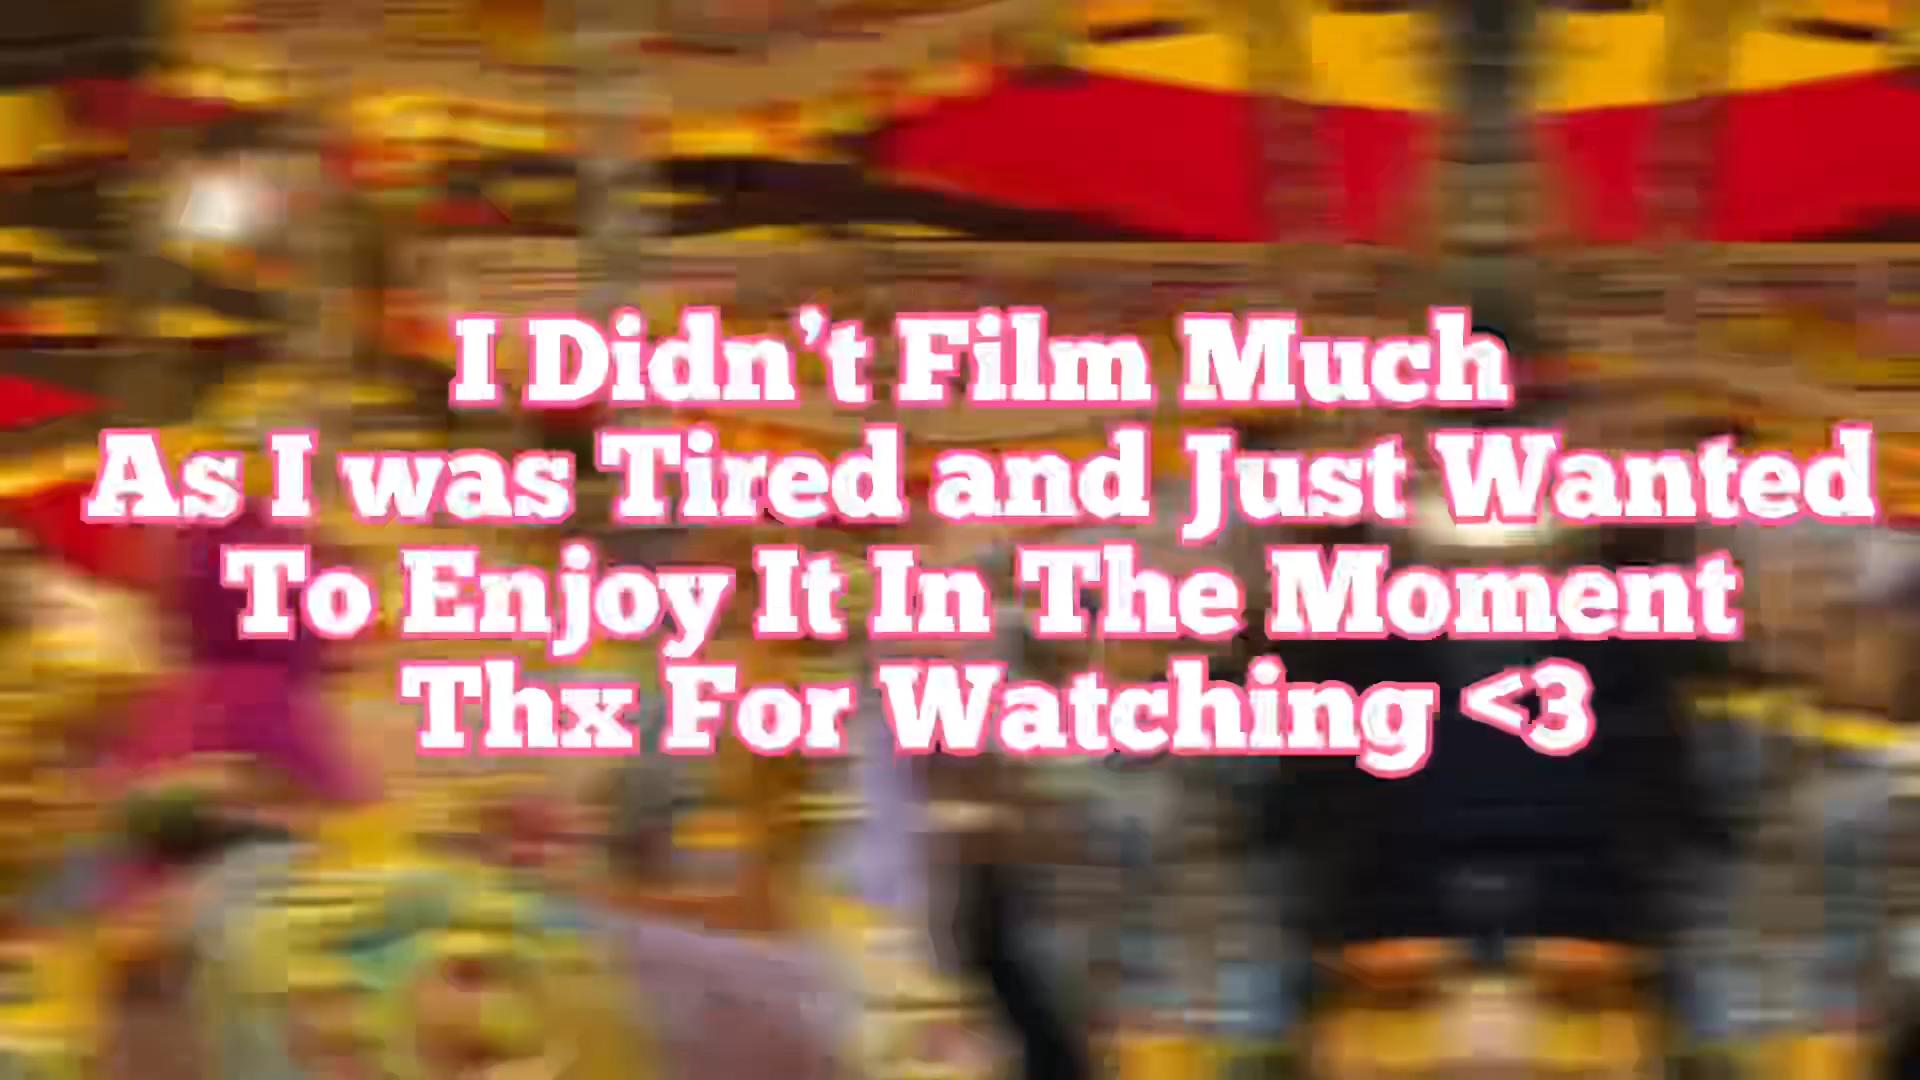 I Didn’t Film Much
As I was Tired and Just Wanted
To Enjoy It In The Moment
Thx For Watching <3